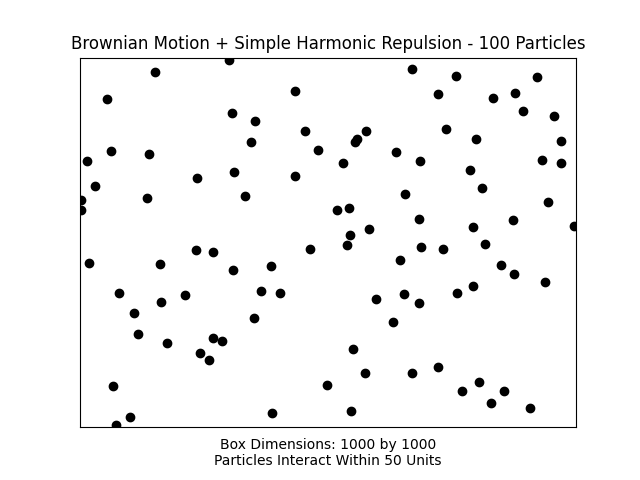 Brownian Motion + Simple Harmonic Repulsion - 100 Particles
Box Dimensions: 1000 by 1000
Particles Interact Within 50 Units